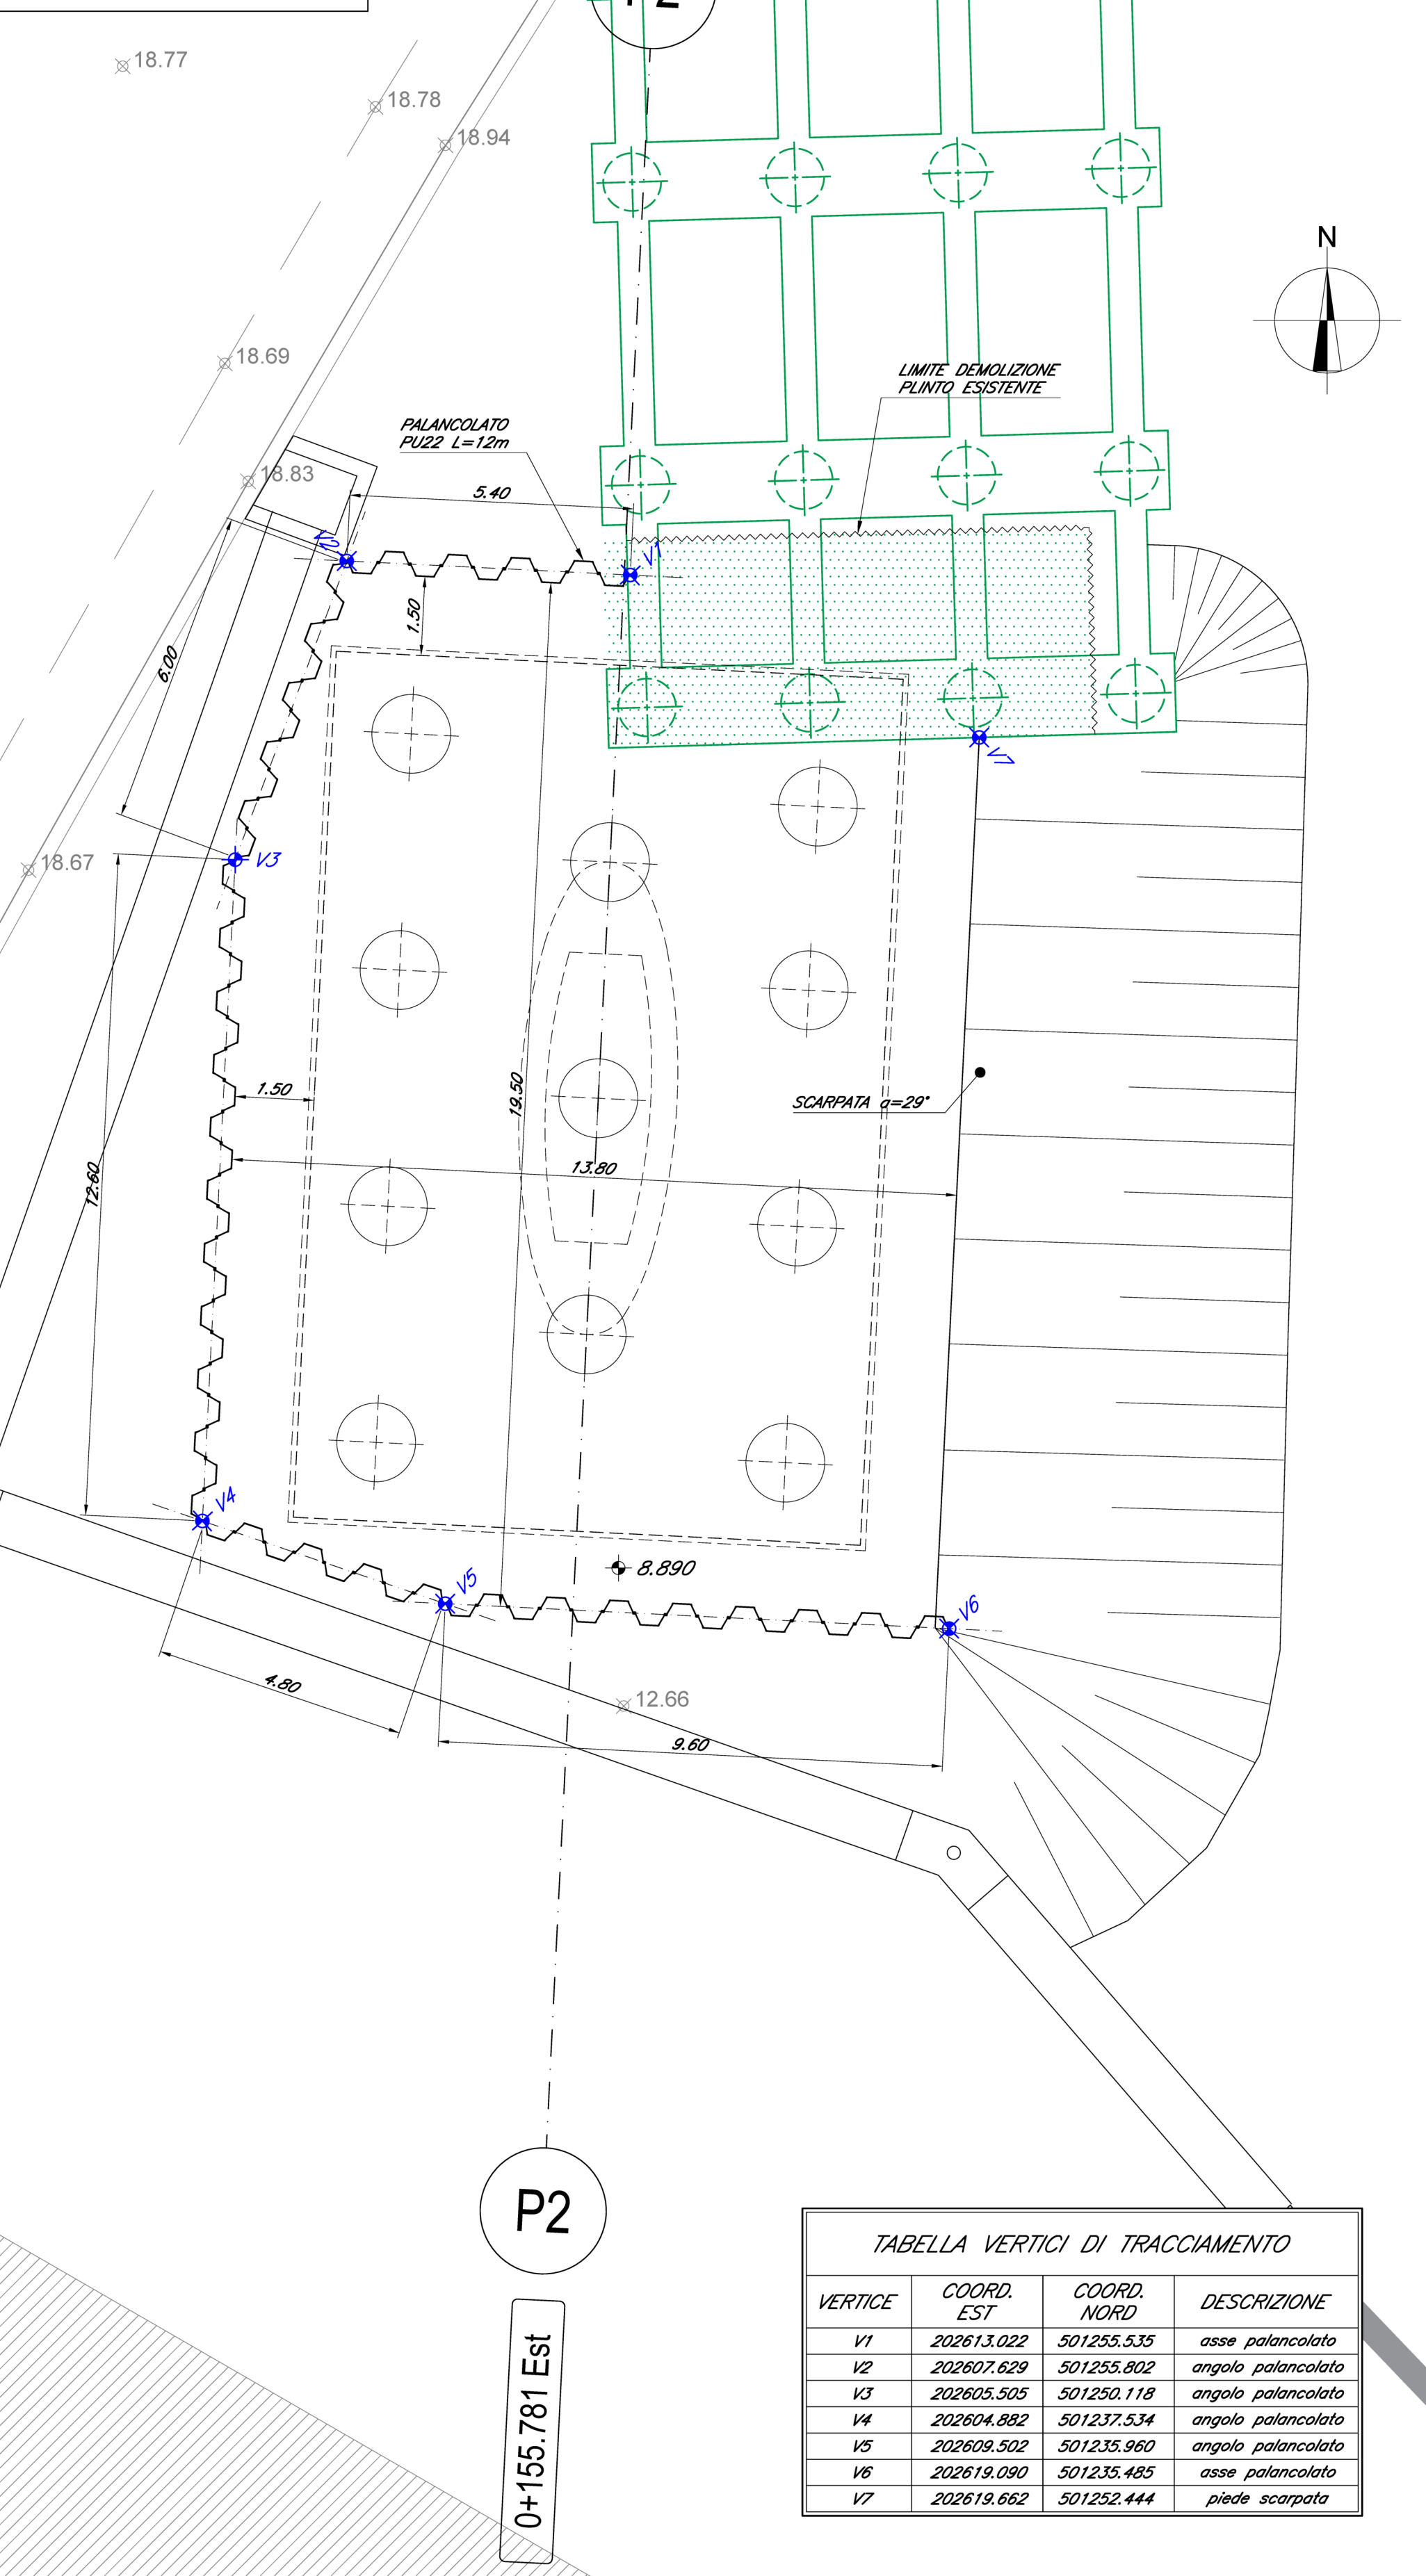 P2
18.77
18.78
18.94
N
18.69
LIMITE DEMOLIZIONE
PLINTO ESISTENTE
PALANCOLATO
PU22 L=12m
18.83
5.40
V2
V1
1.50
6.00
V7
V3
18.67
1.50
19.50
SCARPATA α=29°
13.80
12.60
V4
8.890
V5
V6
4.80
12.66
9.60
P2
0+155.781 Est
TABELLA VERTICI DI TRACCIAMENTO
VERTICE COORD. EST COORD. NORD DESCRIZIONE
V1 202613.022 501255.535 asse palancolato
V2 202607.629 501255.802 angolo palancolato
V3 202605.505 501250.118 angolo palancolato
V4 202604.882 501237.534 angolo palancolato
V5 202609.502 501235.960 angolo palancolato
V6 202619.090 501235.485 asse palancolato
V7 202619.662 501252.444 piede scarpata